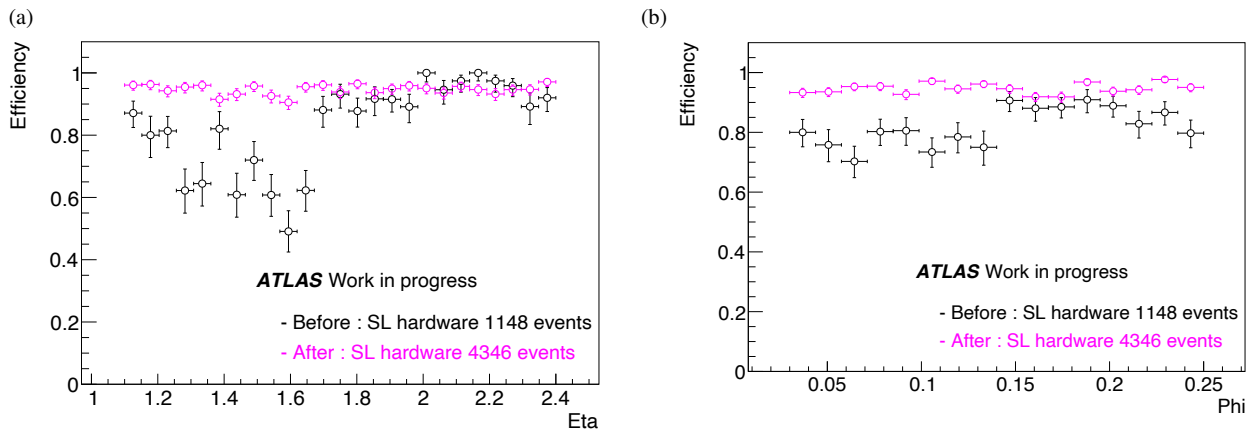 (a)
Efficiency
1
0.8
0.6
0.4
0.2
0
ATLAS Work in progress
- Before : SL hardware 1148 events
- After : SL hardware 4346 events
1 1.2 1.4 1.6 1.8 2 2.2 2.4
Eta
(b)
Efficiency
1
0.8
0.6
0.4
0.2
0
ATLAS Work in progress
- Before : SL hardware 1148 events
- After : SL hardware 4346 events
0.05 0.1 0.15 0.2 0.25
Phi